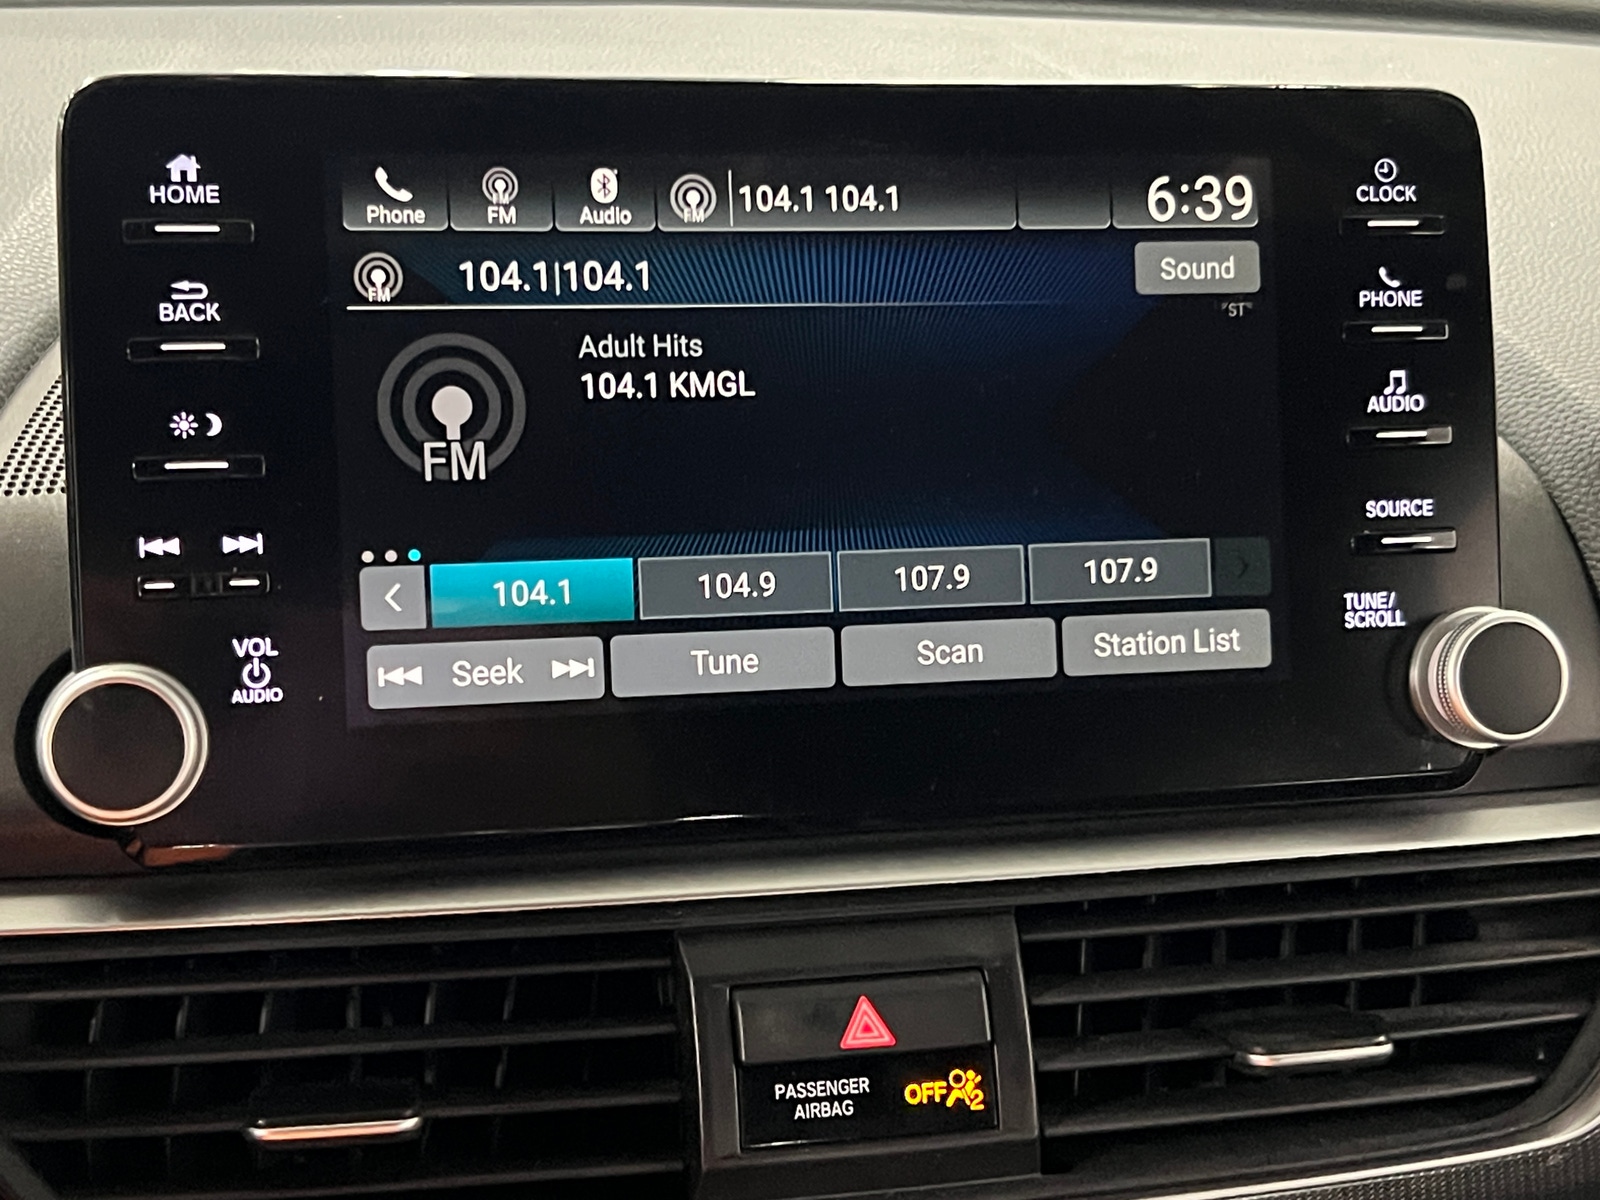 HOME
BACK
VOL
AUDIO
Phone
FM
Audio
FM
104.1 104.1
6:39
FM
104.1|104.1
Sound
"ST"
FM
Adult Hits
104.1 KMGL
104.1
104.9
107.9
107.9
Seek
Tune
Scan
Station List
CLOCK
PHONE
AUDIO
SOURCE
TUNE/
SCROLL
PASSENGER
AIRBAG
OFF
2